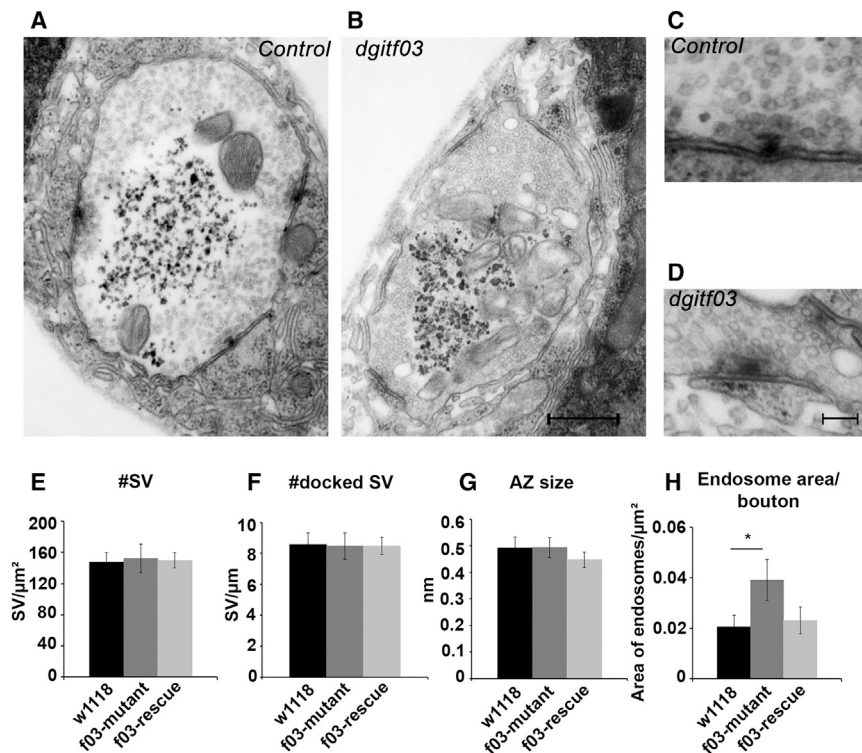 A
Control
B
dgitf03
C
Control
D
dgitf03
E
#SV
SV/µm²
200
160
120
80
40
0
w1118
f03-mutant
f03-rescue
F
#docked SV
SV/µm
10
8
6
4
2
0
w1118
f03-mutant
f03-rescue
G
AZ size
nm
0.6
0.5
0.4
0.3
0.2
0.1
0
w1118
f03-mutant
f03-rescue
H
Endosome area/
bouton
Area of endosomes/µm²
0.06
0.04
0.02
0
*
w1118
f03-mutant
f03-rescue